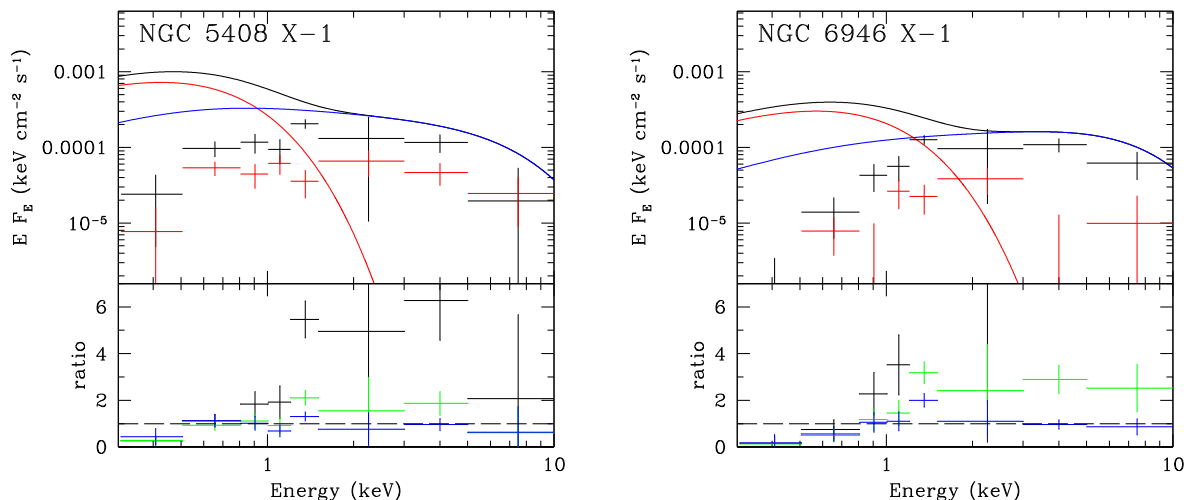 NGC 5408 X-1
E F_E (keV cm⁻² s⁻¹)
0.001
0.0001
10⁻⁵
ratio
6
4
2
0
1
10
Energy (keV)
NGC 6946 X-1
E F_E (keV cm⁻² s⁻¹)
0.001
0.0001
10⁻⁵
ratio
6
4
2
0
1
10
Energy (keV)